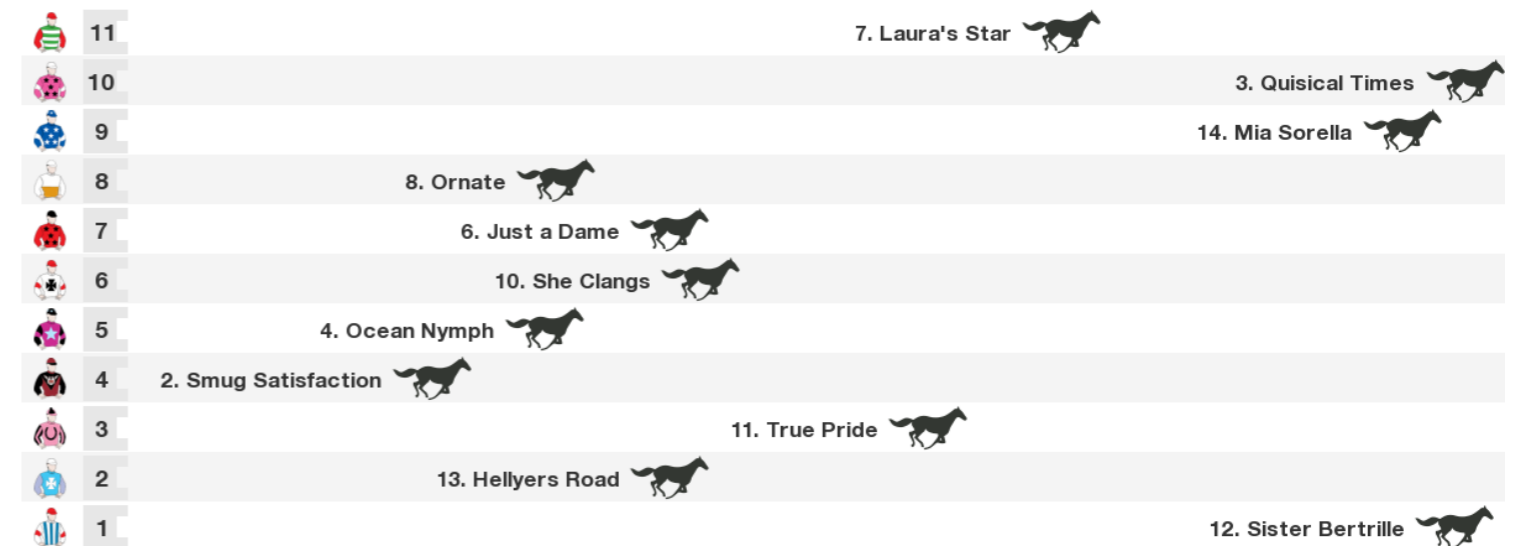 11 7. Laura's Star
10 3. Quisical Times
9 14. Mia Sorella
8 8. Ornate
7 6. Just a Dame
6 10. She Clangs
5 4. Ocean Nymph
4 2. Smug Satisfaction
3 11. True Pride
2 13. Hellyers Road
1 12. Sister Bertrille